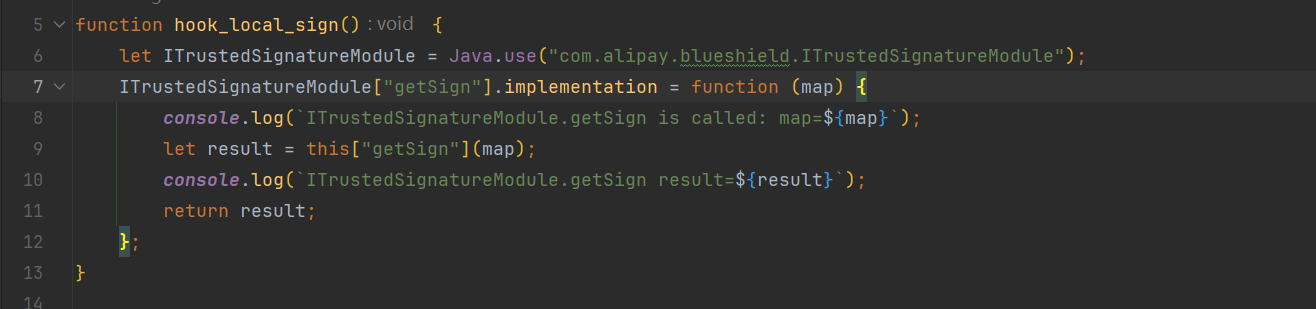 5 function hook_local_sign() : void {
6 let ITrustedSignatureModule = Java.use("com.alipay.blueshield.ITrustedSignatureModule");
7 ITrustedSignatureModule["getSign"].implementation = function (map) {
8 console.log(`ITrustedSignatureModule.getSign is called: map=${map}`);
9 let result = this["getSign"](map);
10 console.log(`ITrustedSignatureModule.getSign result=${result}`);
11 return result;
12 };
13 }
14